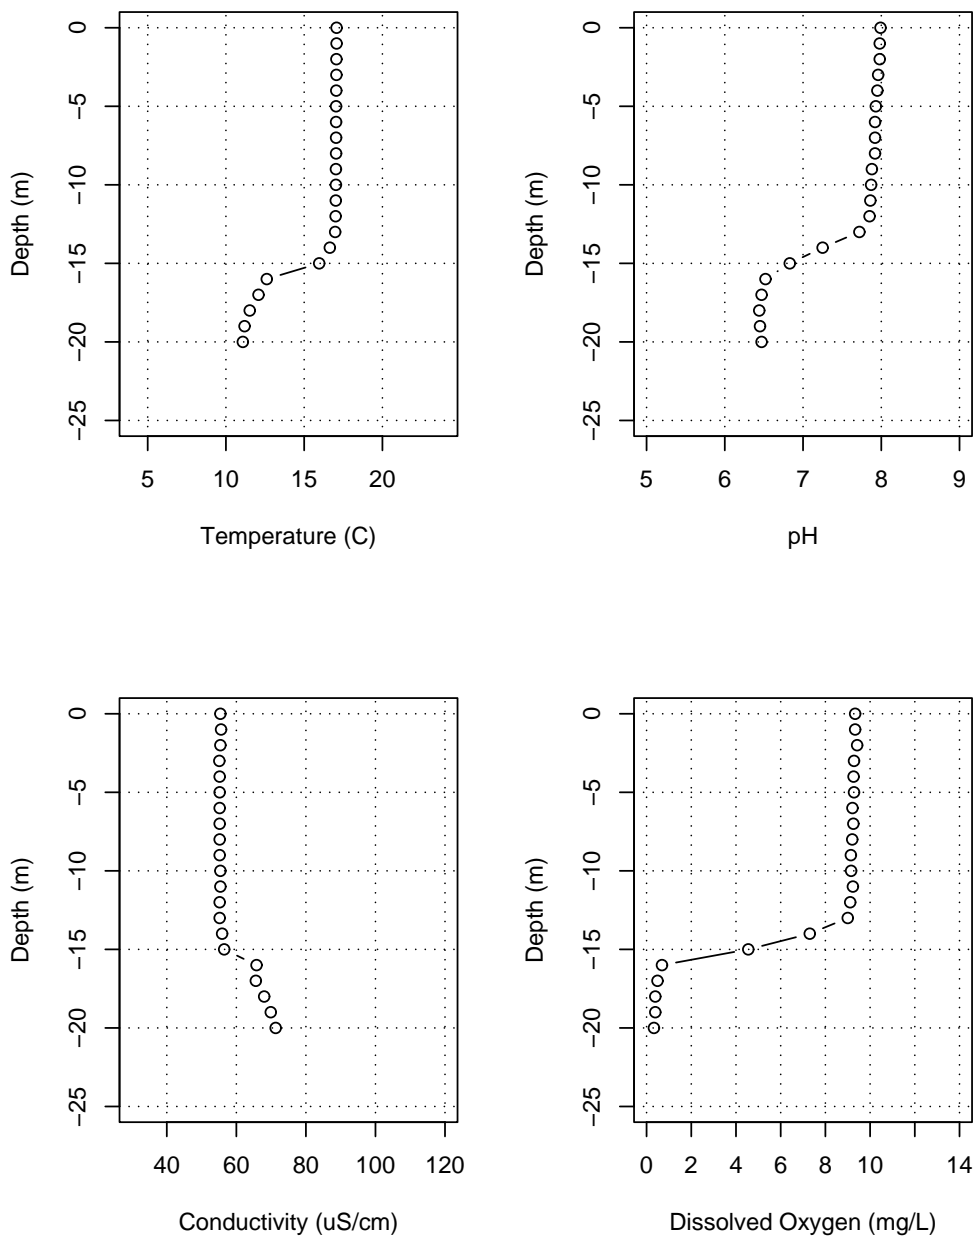 0
−5
−10
−15
−20
−25
Depth (m)
5 10 15 20
Temperature (C)
0
−5
−10
−15
−20
−25
Depth (m)
5 6 7 8 9
pH
0
−5
−10
−15
−20
−25
Depth (m)
40 60 80 100 120
Conductivity (uS/cm)
0
−5
−10
−15
−20
−25
Depth (m)
0 2 4 6 8 10 14
Dissolved Oxygen (mg/L)